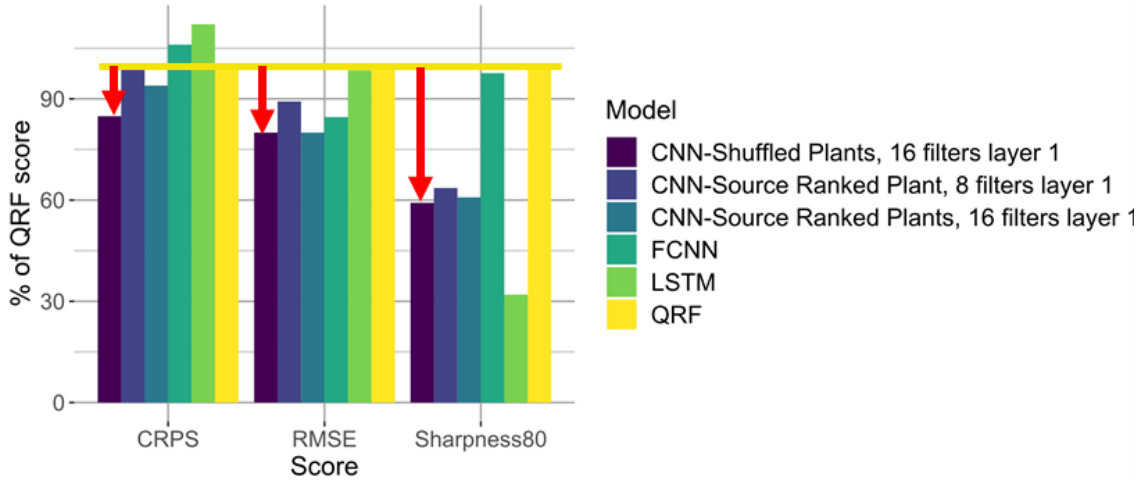 % of QRF score
90
60
30
0
CRPS
RMSE
Sharpness80
Score
Model
CNN-Shuffled Plants, 16 filters layer 1
CNN-Source Ranked Plant, 8 filters layer 1
CNN-Source Ranked Plants, 16 filters layer 1
FCNN
LSTM
QRF